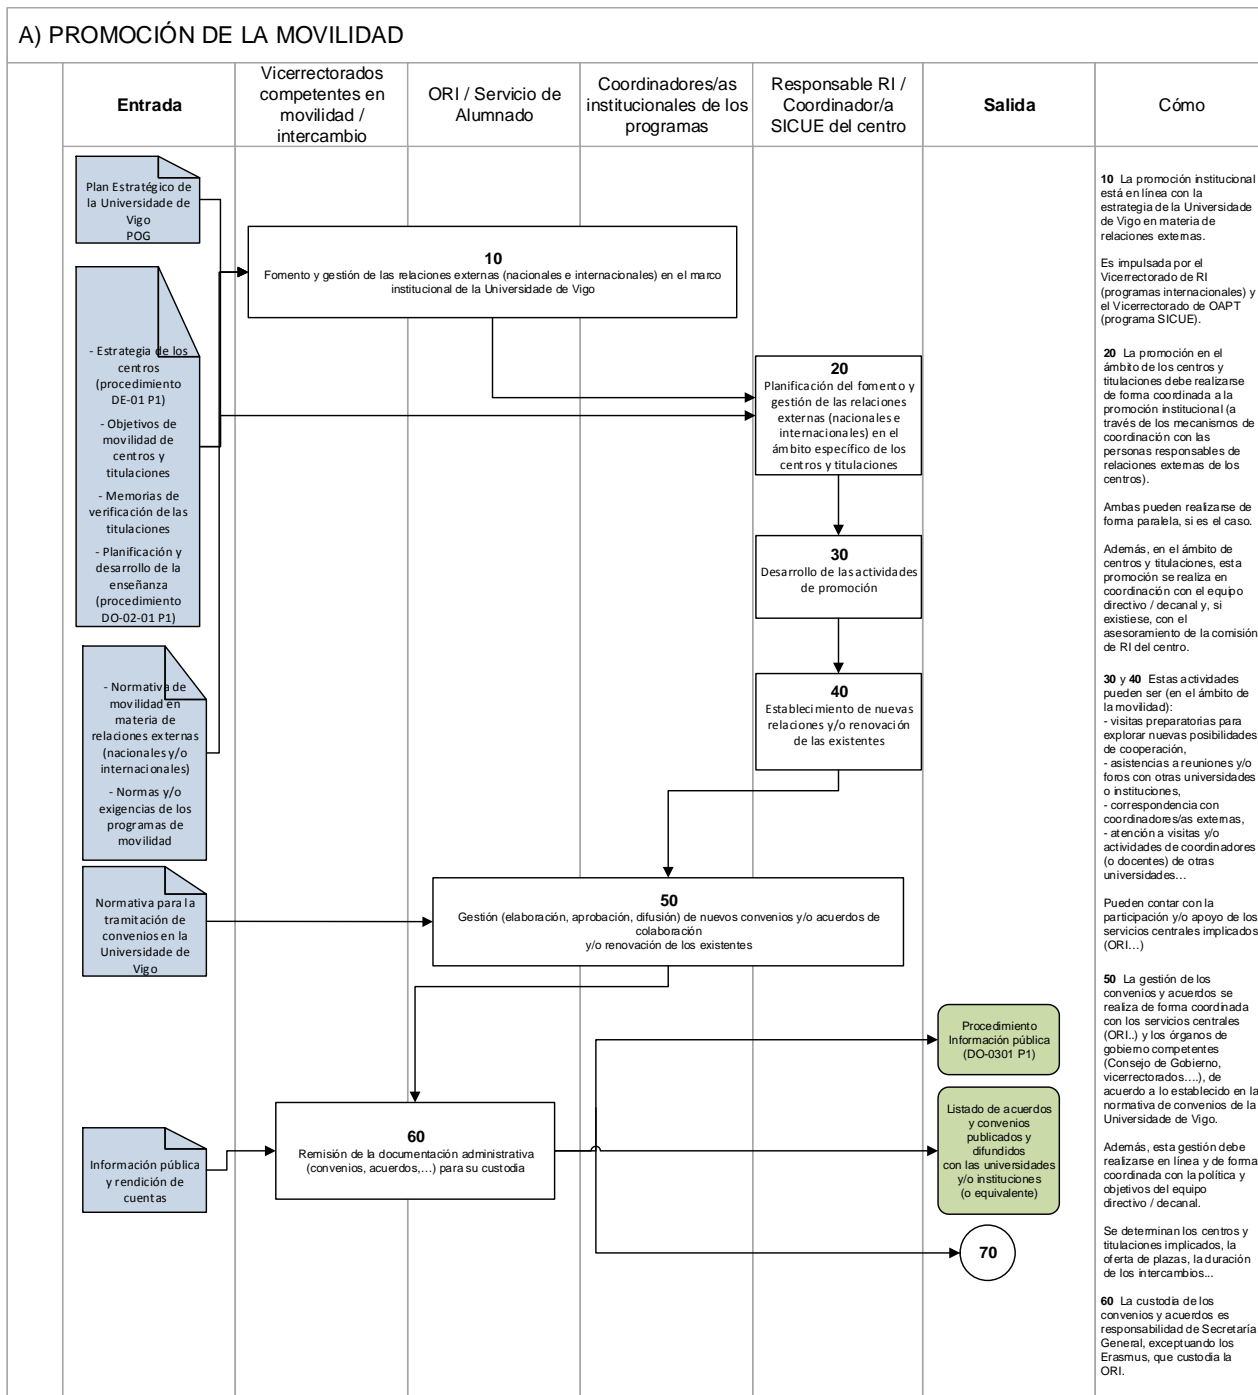 A) PROMOCIÓN DE LA MOVILIDAD
Entrada
Vicerrectorados
competentes en
movilidad /
intercambio
ORI / Servicio de
Alumnado
Coordinadores/as
institucionales de los
programas
Responsable RI /
Coordinador/a
SICUE del centro
Salida
Cómo
Plan Estratégico de
la Universidade de
Vigo
POG
- Estrategia de los
centros
(procedimiento
DE-01 P1)
- Objetivos de
movilidad de
centros y
titulaciones
- Memorias de
verificación de las
titulaciones
- Planificación y
desarrollo de la
enseñanza
(procedimiento
DO-02-01 P1)
- Normativa de
movilidad en
materia de
relaciones externas
(nacionales y/o
internacionales)
- Normas y/o
exigencias de los
programas de
movilidad
Normativa para la
tramitación de
convenios en la
Universidade de
Vigo
Información pública
y rendición de
cuentas
10
Fomento y gestión de las relaciones externas (nacionales e internacionales) en el marco
institucional de la Universidade de Vigo
20
Planificación del fomento y
gestión de las relaciones
externas (nacionales e
internacionales) en el
ámbito específico de los
centros y titulaciones
30
Desarrollo de las actividades
de promoción
40
Establecimiento de nuevas
relaciones y/o renovación
de las existentes
50
Gestión (elaboración, aprobación, difusión) de nuevos convenios y/o acuerdos de
colaboración
y/o renovación de los existentes
60
Remisión de la documentación administrativa
(convenios, acuerdos,...) para su custodia
Procedimiento
Información pública
(DO-0301 P1)
Listado de acuerdos
y convenios
publicados y
difundidos
con las universidades
y/o instituciones
(o equivalente)
70
10 La promoción institucional
está en línea con la
estrategia de la Universidade
de Vigo en materia de
relaciones externas.
Es impulsada por el
Vicerrectorado de RI
(programas internacionales) y
el Vicerrectorado de OAPT
(programa SICUE).
20 La promoción en el
ámbito de los centros y
titulaciones debe realizarse
de forma coordinada a la
promoción institucional (a
través de los mecanismos de
coordinación con las
personas responsables de
relaciones externas de los
centros).
Ambas pueden realizarse de
forma paralela, si es el caso.
Además, en el ámbito de
centros y titulaciones, esta
promoción se realiza en
coordinación con el equipo
directivo / decanal y, si
existiese, con el
asesoramiento de la comisión
de RI del centro.
30 y 40 Estas actividades
pueden ser (en el ámbito de
la movilidad):
- visitas preparatorias para
explorar nuevas posibilidades
de cooperación,
- asistencias a reuniones y/o
foros con otras universidades
o instituciones,
- correspondencia con
coordinadores/as externas,
- atención a visitas y/o
actividades de coordinadores
(o docentes) de otras
universidades...
Pueden contar con la
participación y/o apoyo de los
servicios centrales implicados
(ORI...)
50 La gestión de los
convenios y acuerdos se
realiza de forma coordinada
con los servicios centrales
(ORI..) y los órganos de
gobierno competentes
(Consejo de Gobierno,
vicerrectorados....), de
acuerdo a lo establecido en la
normativa de convenios de la
Universidade de Vigo.
Además, esta gestión debe
realizarse en línea y de forma
coordinada con la política y
objetivos del equipo
directivo / decanal.
Se determinan los centros y
titulaciones implicados, la
oferta de plazas, la duración
de los intercambios...
60 La custodia de los
convenios y acuerdos es
responsabilidad de Secretaría
General, exceptuando los
Erasmus, que custodia la
ORI.